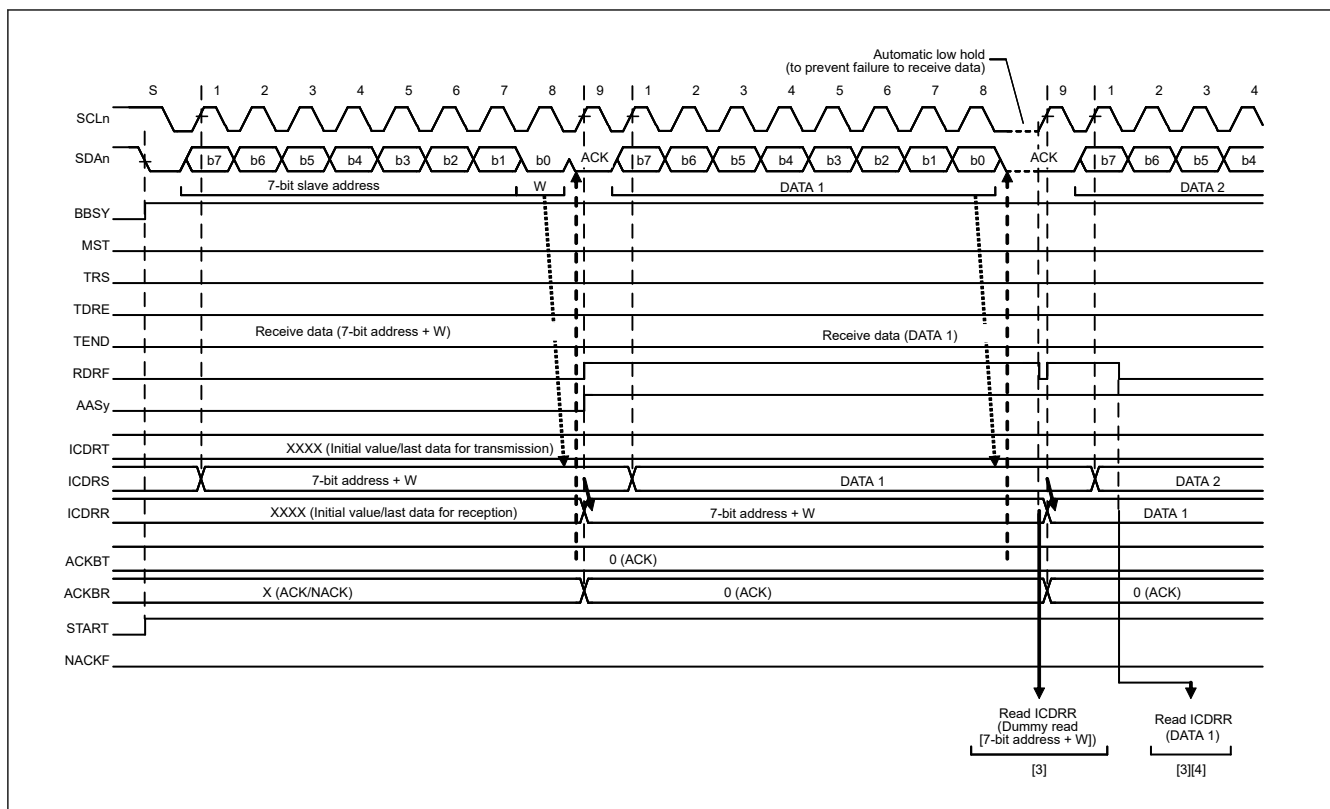 Automatic low hold
(to prevent failure to receive data)
S 1 2 3 4 5 6 7 8 9 1 2 3 4 5 6 7 8 9 1 2 3 4
SCLn
SDAn b7 b6 b5 b4 b3 b2 b1 b0 ACK b7 b6 b5 b4 b3 b2 b1 b0 ACK b7 b6 b5 b4
7-bit slave address W DATA 1 DATA 2
BBSY
MST
TRS
TDRE
Receive data (7-bit address + W) Receive data (DATA 1)
TEND
RDRF
AASy
ICDRT XXXX (Initial value/last data for transmission)
ICDRS 7-bit address + W DATA 1 DATA 2
ICDRR XXXX (Initial value/last data for reception) 7-bit address + W DATA 1
ACKBT 0 (ACK)
ACKBR X (ACK/NACK) 0 (ACK) 0 (ACK)
START
NACKF
Read ICDRR
(Dummy read
[7-bit address + W])
[3]
Read ICDRR
(DATA 1)
[3][4]